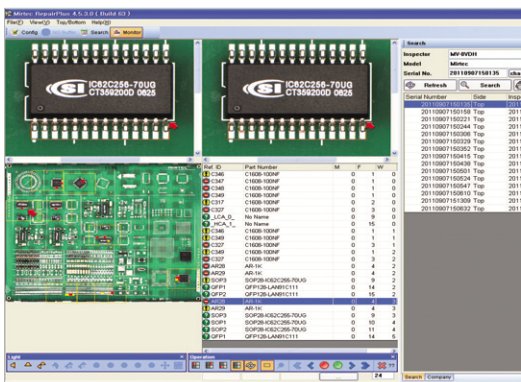 Mirtec RepairPlus 4.5.3.0 ( Build 63 )
File(F) View(V) Top/Bottom Help(H)
Config Search Monitor
IC62C256-70UG
CT359200D 0625
IC62C256-70UG
CT359200D 0625
Search
Inspector MV-8VDH
Model Mirtec
Serial No. 20110907150135
Refresh Search
Serial Number Side
20110907150135 Top
20110907150158 Top
20110907150221 Top
20110907150244 Top
20110907150306 Top
20110907150329 Top
20110907150352 Top
20110907150415 Top
20110907150438 Top
20110907150501 Top
20110907150524 Top
20110907150547 Top
20110907150610 Top
20110907151309 Top
20110907150632 Top
Ref. ID Part Number M F W
C346 C1608-100NF 0 1 0
C347 C1608-100NF 0 1 0
C348 C1608-100NF 0 1 0
C349 C1608-100NF 0 1 0
C317 C1608-100NF 0 2 0
C327 C1608-100NF 0 3 0
_LCA_0_ No Name 0 9 0
_HCA_1_ No Name 0 15 0
C346 C1608-100NF 0 1 1
C349 C1608-100NF 0 1 1
C327 C1608-100NF 0 3 1
C349 C1608-100NF 0 1 2
C327 C1608-100NF 0 3 2
AR28 AR-1K 0 4 2
AR29 AR-1K 0 4 2
SOP3 SOP28-IC62C256-70UG 0 9 2
QFP1 QFP128-LAN91C111 0 14 2
QFP2 QFP128-LAN91C111 0 15 2
AR28 AR-1K 0 4
AR29 AR-1K 0 4 3
SOP3 SOP28-IC62C256-70UG 0 9 3
SOP1 SOP28-IC62C256-70UG 0 10 4
SOP2 SOP28-IC62C256-70UG 0 11 4
QFP1 QFP128-LAN91C111 0 14 5
Light Operation
24
Search Company